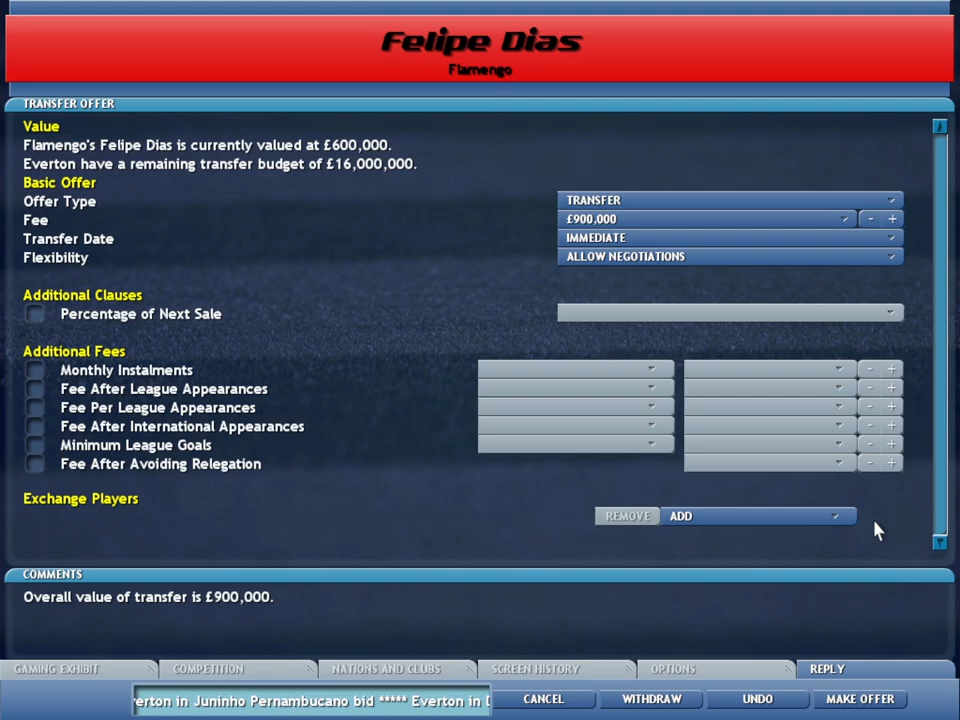 Felipe Dias
Flamengo
TRANSFER OFFER
Value
Flamengo's Felipe Dias is currently valued at £600,000.
Everton have a remaining transfer budget of £16,000,000.
Basic Offer
Offer Type TRANSFER
Fee £900,000 - +
Transfer Date IMMEDIATE
Flexibility ALLOW NEGOTIATIONS
Additional Clauses
Percentage of Next Sale
Additional Fees
Monthly Instalments - +
Fee After League Appearances - +
Fee Per League Appearances - +
Fee After International Appearances - +
Minimum League Goals - +
Fee After Avoiding Relegation - +
Exchange Players
REMOVE ADD
COMMENTS
Overall value of transfer is £900,000.
GAMING EXHIBIT COMPETITION NATIONS AND CLUBS SCREEN HISTORY OPTIONS REPLY
verton in Juninho Pernambucano bid ***** Everton in CANCEL WITHDRAW UNDO MAKE OFFER